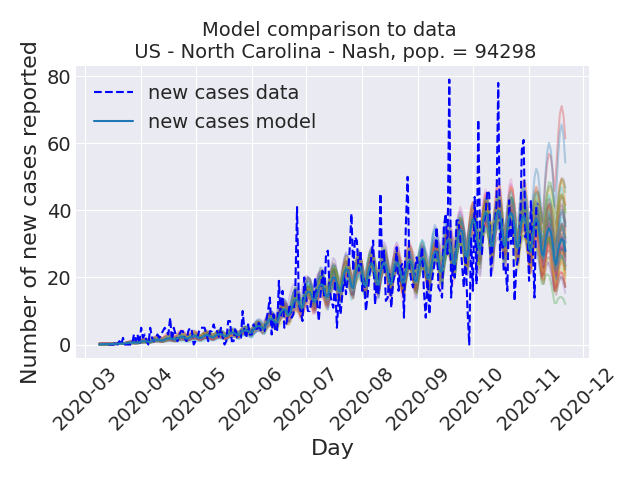 Model comparison to data
US - North Carolina - Nash, pop. = 94298
Number of new cases reported
80
60
40
20
0
new cases data
new cases model
2020-03
2020-04
2020-05
2020-06
2020-07
2020-08
2020-09
2020-10
2020-11
2020-12
Day